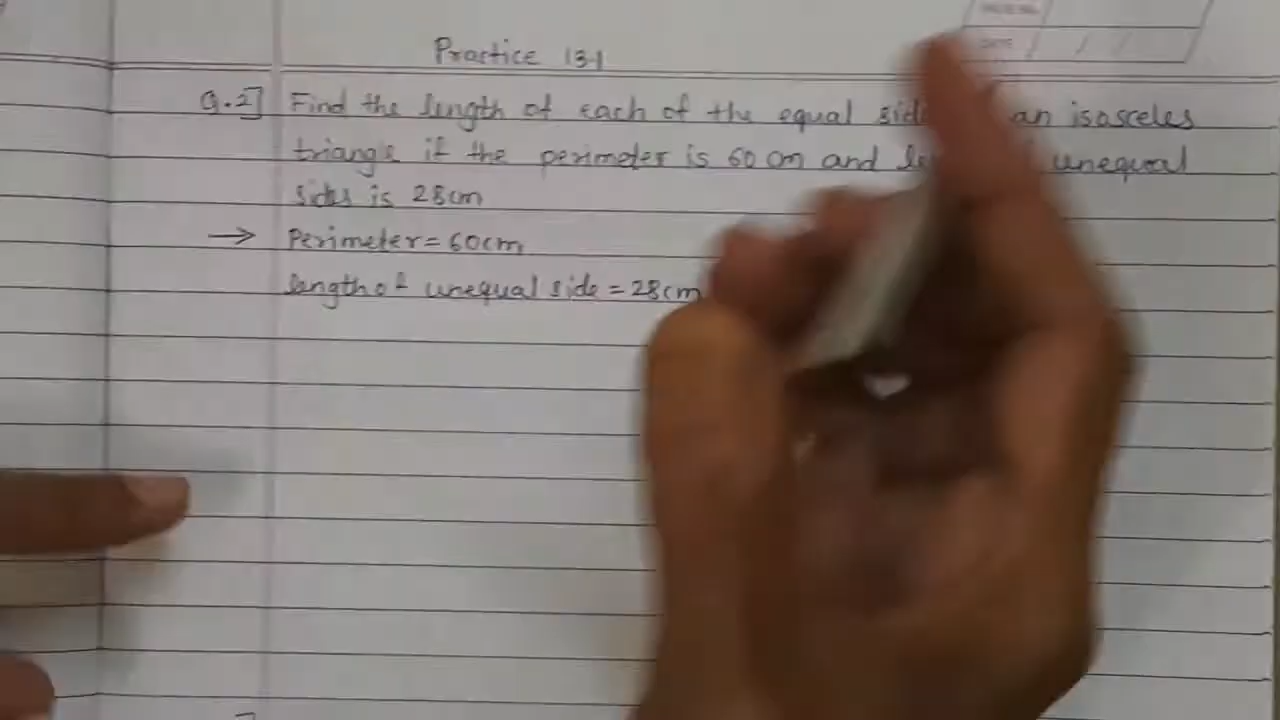 DATE / / /
Practice 13.1
Q.2] Find the length of each of the equal an isosceles
triangle if the perimeter is 60 cm and unequal
sides is 28cm
→ Perimeter = 60cm
length of unequal side = 28cm